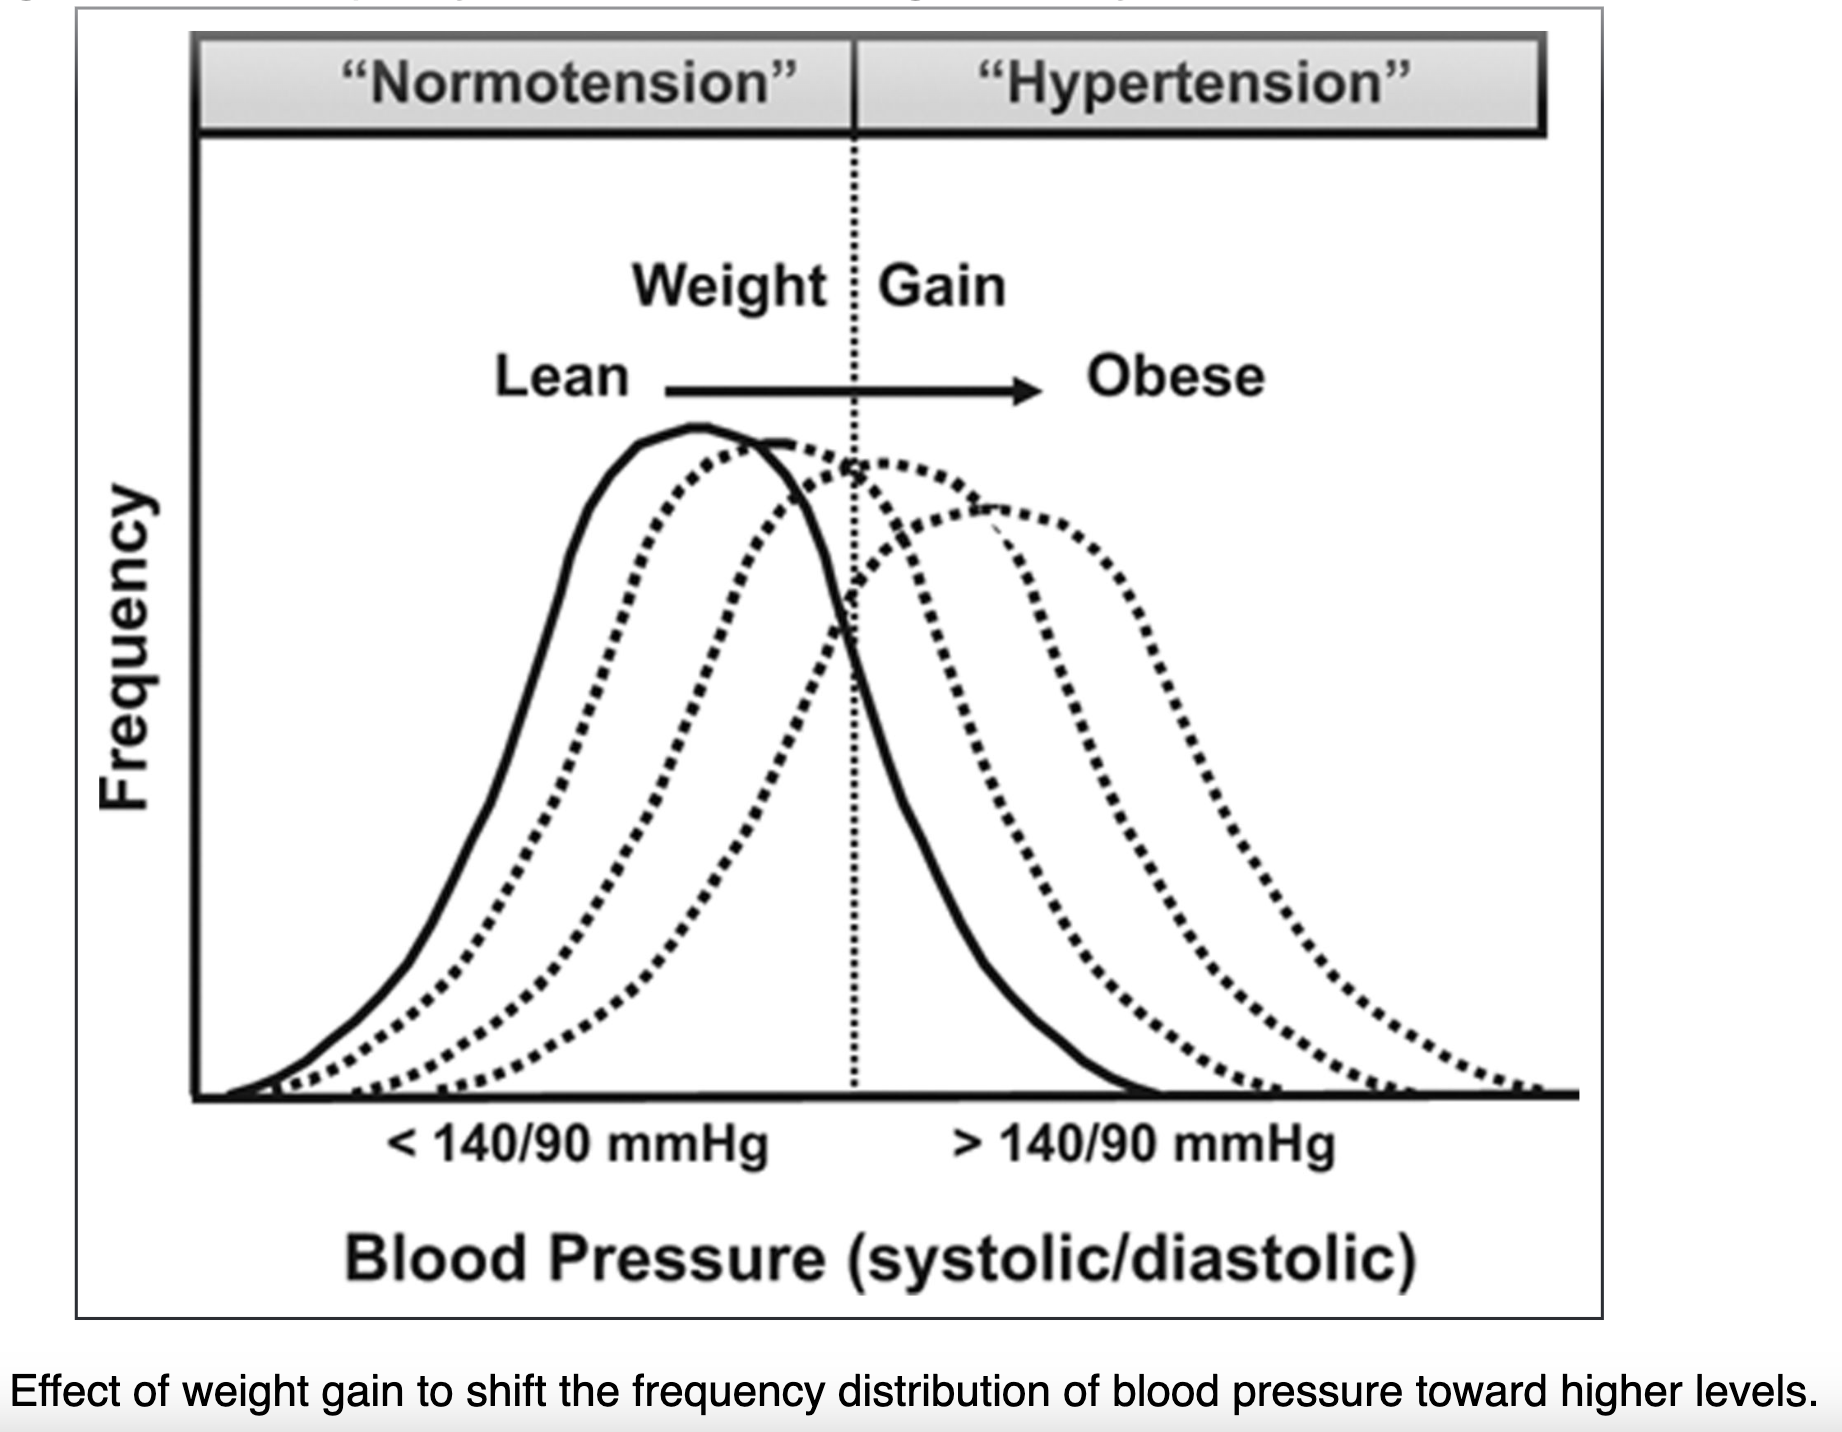 “Normotension” “Hypertension”
Weight Gain
Lean Obese
Frequency
< 140/90 mmHg > 140/90 mmHg
Blood Pressure (systolic/diastolic)
Effect of weight gain to shift the frequency distribution of blood pressure toward higher levels.